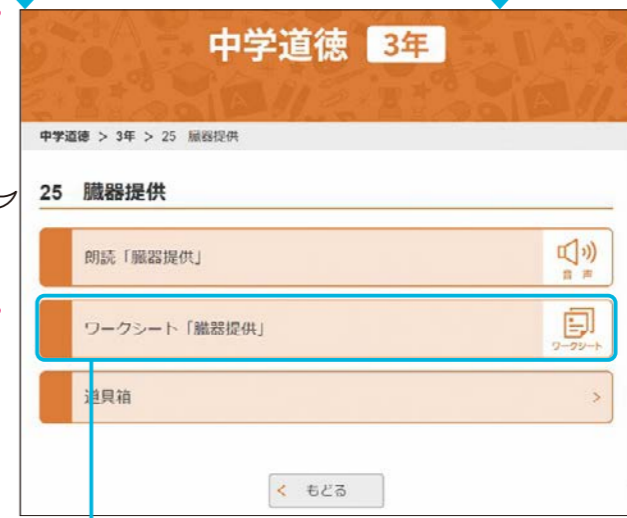 中学道徳 3年
中学道徳 > 3年 > 25 臓器提供
25 臓器提供
朗読「臓器提供」
音声
ワークシート「臓器提供」
ワークシート
道具箱 >
< もどる